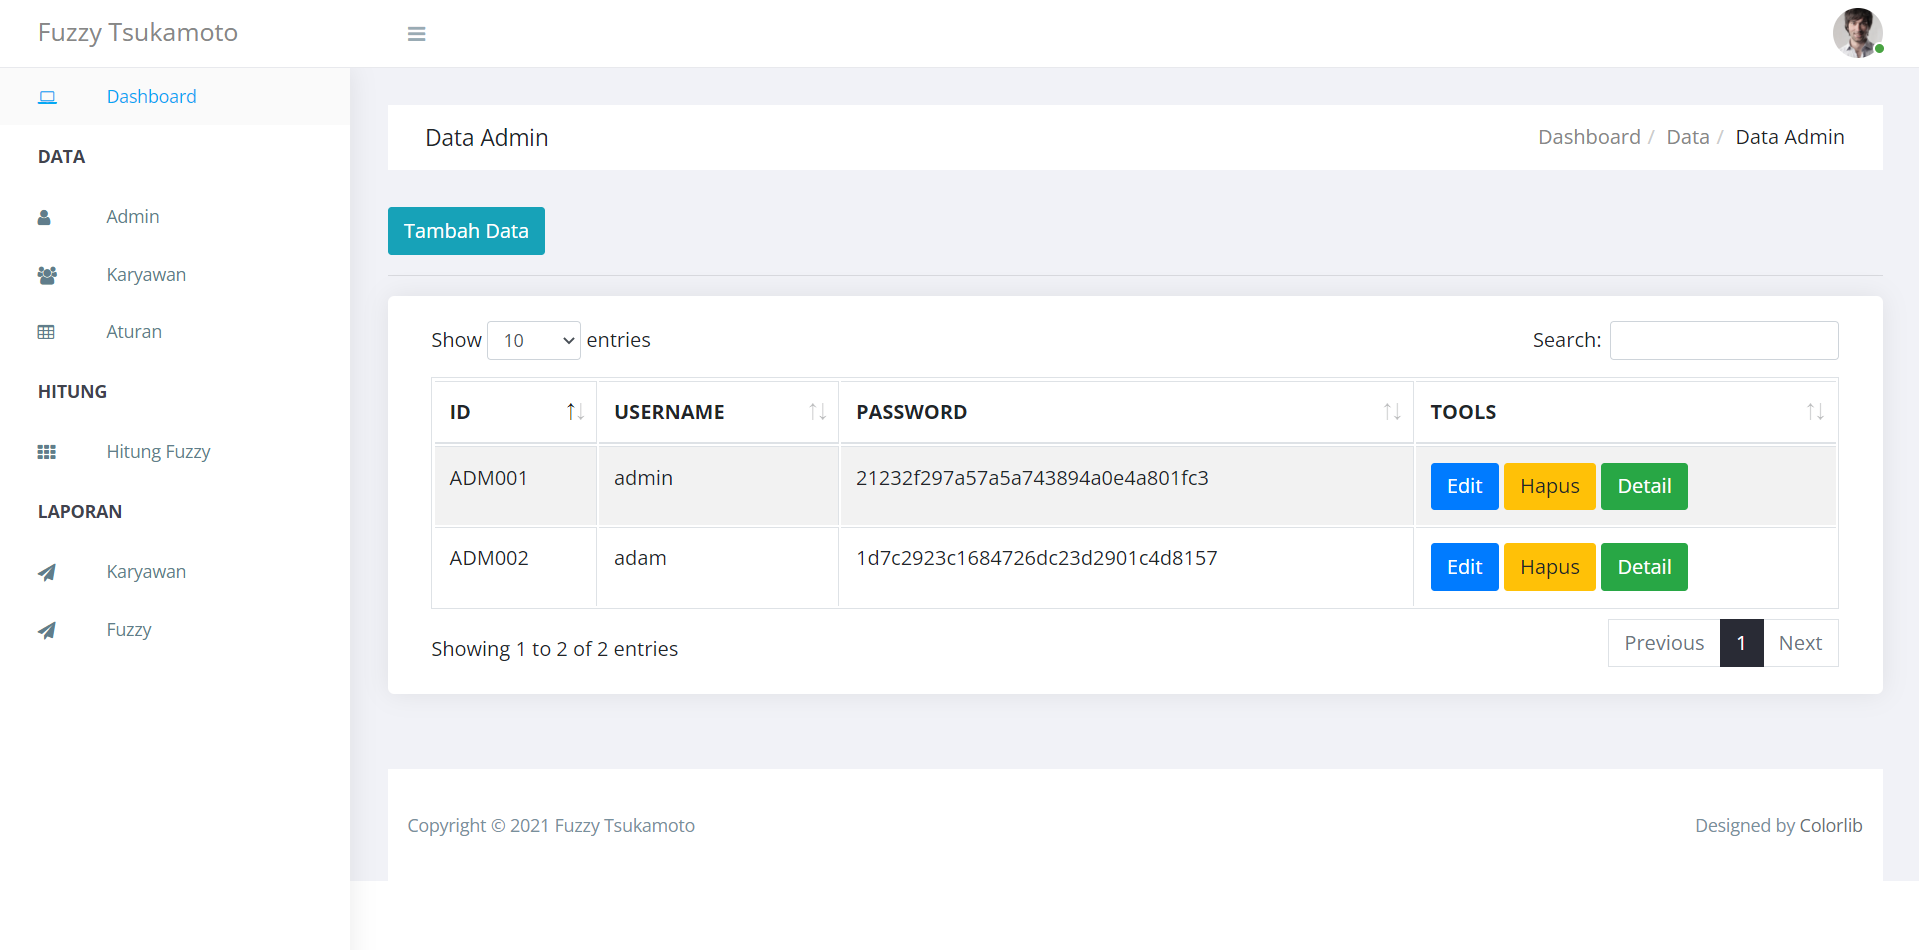 Fuzzy Tsukamoto
Dashboard
DATA
Admin
Karyawan
Aturan
HITUNG
Hitung Fuzzy
LAPORAN
Karyawan
Fuzzy
Data Admin
Dashboard / Data / Data Admin
Tambah Data
Show 10 entries
Search:
ID USERNAME PASSWORD TOOLS
ADM001 admin 21232f297a57a5a743894a0e4a801fc3 Edit Hapus Detail
ADM002 adam 1d7c2923c1684726dc23d2901c4d8157 Edit Hapus Detail
Showing 1 to 2 of 2 entries
Previous 1 Next
Copyright © 2021 Fuzzy Tsukamoto
Designed by Colorlib